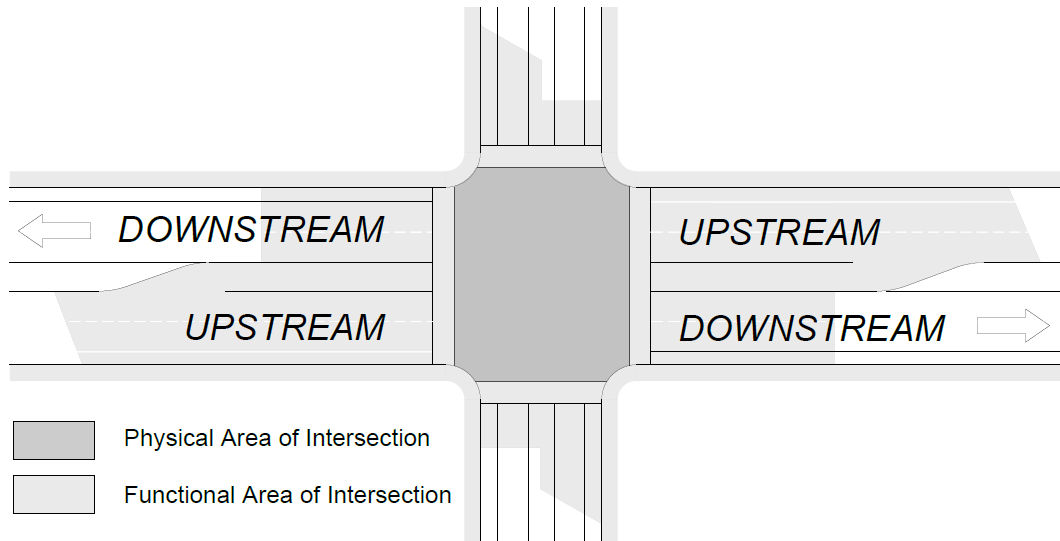 DOWNSTREAM
UPSTREAM
UPSTREAM
DOWNSTREAM
Physical Area of Intersection
Functional Area of Intersection